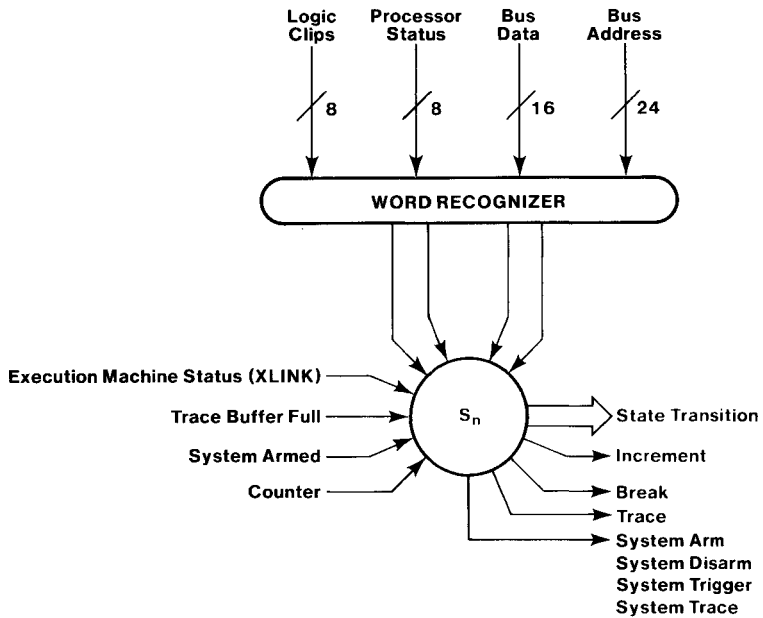 Logic Clips
Processor Status
Bus Data
Bus Address
8
8
16
24
WORD RECOGNIZER
Execution Machine Status (XLINK)
Trace Buffer Full
System Armed
Counter
Sn
State Transition
Increment
Break
Trace
System Arm
System Disarm
System Trigger
System Trace